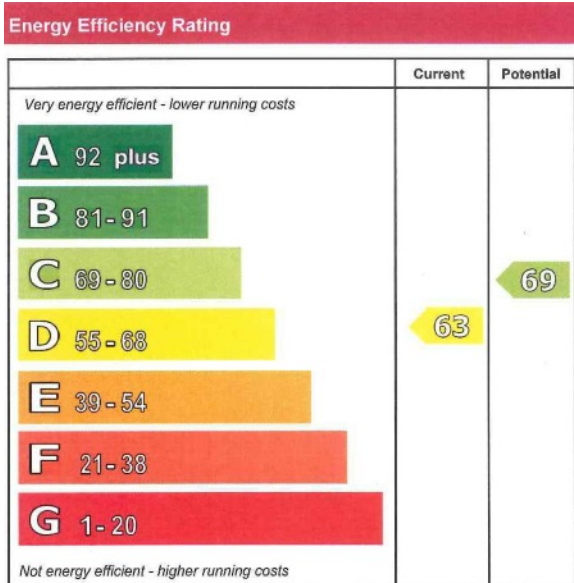 Energy Efficiency Rating
Current Potential
Very energy efficient - lower running costs
A 92 plus
B 81-91
C 69-80
69
D 55-68
63
E 39-54
F 21-38
G 1-20
Not energy efficient - higher running costs